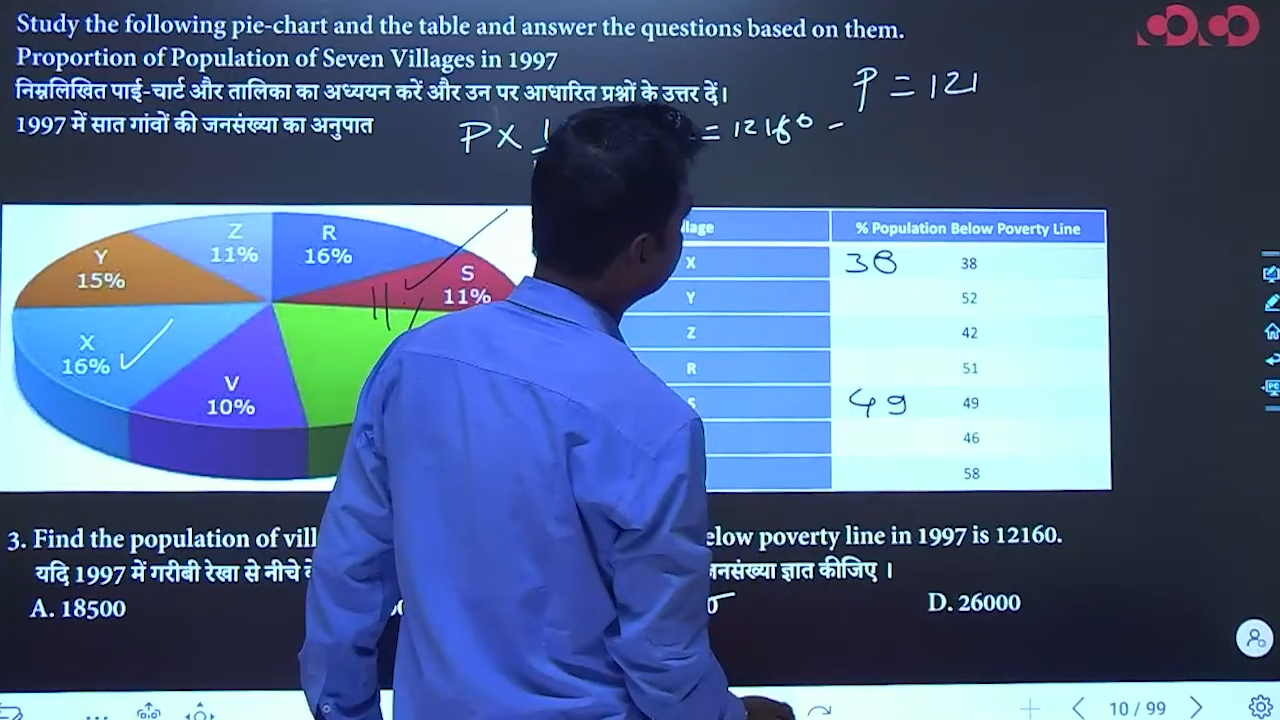 Study the following pie-chart and the table and answer the questions based on them.
Proportion of Population of Seven Villages in 1997
निम्नलिखित पाई-चार्ट और तालिका का अध्ययन करें और उन पर आधारित प्रश्नों के उत्तर दें।
1997 में सात गांवों की जनसंख्या का अनुपात
P = 121
P X 1
= 12160 -
Z
11%
R
16%
Y
15%
S
11%
11
X
16%
V
10%
% Population Below Poverty Line
X 38 38
Y 52
Z 42
R 51
S 49 49
46
58
3. Find the population of below poverty line in 1997 is 12160.
यदि 1997 में गरीबी रेखा से नीचे जनसंख्या ज्ञात कीजिए ।
A. 18500
D. 26000
10 / 99